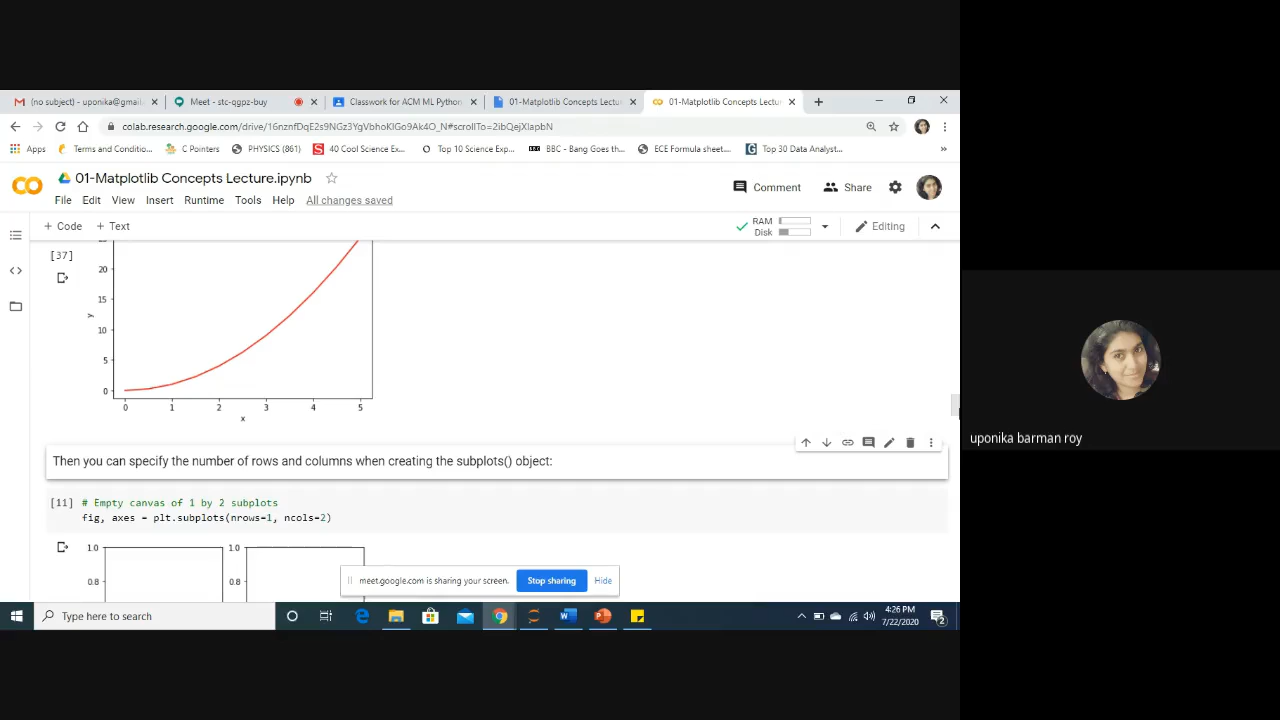 (no subject) - uponika@gmail
Meet - stc-qgpz-buy
Classwork for ACM ML Python
01-Matplotlib Concepts Lectu
01-Matplotlib Concepts Lectu
colab.research.google.com/drive/16nznfDqE2s9NGz3YgVbhoKIGo9Ak4O_N#scrollTo=2ibQejXIapbN
Apps
Terms and Conditio...
C Pointers
PHYSICS (861)
40 Cool Science Ex...
Top 10 Science Exp...
BBC - Bang Goes th...
ECE Formula sheet....
Top 30 Data Analyst...
01-Matplotlib Concepts Lecture.ipynb
Comment
Share
File Edit View Insert Runtime Tools Help All changes saved
+ Code + Text
RAM
Disk
Editing
[37]
20
15
10
5
0
y
0 1 2 3 4 5
x
Then you can specify the number of rows and columns when creating the subplots() object:
[11] # Empty canvas of 1 by 2 subplots
fig, axes = plt.subplots(nrows=1, ncols=2)
1.0 1.0
0.8 0.8
meet.google.com is sharing your screen.
Stop sharing
Hide
Type here to search
4:26 PM
7/22/2020
2
uponika barman roy